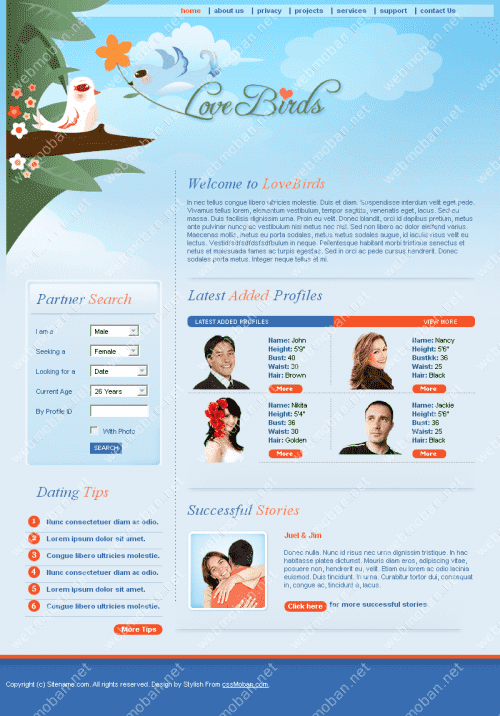 home | about us | privacy | projects | services | support | contact Us
Love Birds
Welcome to LoveBirds
In nec tellus congue libero ultricies molestie. Duis et diam. Suspendisse interdum velit eget pede.
Vivamus tellus lorem, elementum vestibulum, tempor sagittis, venenatis eget, lacus. Sed eu
massa. Duis facilisis dignissim urna. Proin eu velit. Donec blandit, orci id dapibus pretium, metus
ante pulvinar nunc, ac vestibulum nisl metus nec nisl. Sed non libero ac dolor eleifend varius.
Maecenas mollis, metus eu porta sodales, metus metus sodales augue, id iaculis risus velit eu
lectus. in neque. Pellentesque habitant morbi tristique senectus et
netus et malesuada fames ac turpis egestas. Sed in orci ac pede cursus hendrerit. Donec
sodales porta metus. Integer neque tellus et mi.
Partner Search
I am a Male
Seeking a Female
Looking for a Date
Current Age 26 Years
By Profile ID
With Photo
SEARCH
Latest Added Profiles
LATEST ADDED PROFILES VIEW MORE
Name: John
Height: 5'9"
Bust: 40
Waist: 30
Hair: Brown
More
Name: Nancy
Height: 5'6"
Bustkk: 36
Waist: 25
Hair: Black
More
Name: Nikita
Height: 5'4"
Bust: 36
Waist: 30
Hair: Golden
More
Name: Jackie
Height: 5'6"
Bust: 36
Waist: 25
Hair: Black
More
Dating Tips
1 Nunc consectetuer diam ac odio.
2 Lorem ipsum dolor sit amet.
3 Congue libero ultricies molestie.
4 Nunc consectetuer diam ac odio.
5 Lorem ipsum dolor sit amet.
6 Congue libero ultricies molestie.
More Tips
Successful Stories
Juel & Jim
Donec nulla. Nunc id risus nec urna dignissim tristique. In hac
habitasse platea dictumst. Mauris diam eros, adipiscing vitae,
posuere non, hendrerit eu, velit. Etiam eu lorem ac odio lacinia
euismod. Duis tincidunt. In urna. Curabitur tortor dui, consequat
in, congue ac, tincidunt a, lacus.
Click here for more successful stories
Copyright (c) Sitename.com. All rights reserved. Design by Stylish From cssMoban.com.
webmoban.net